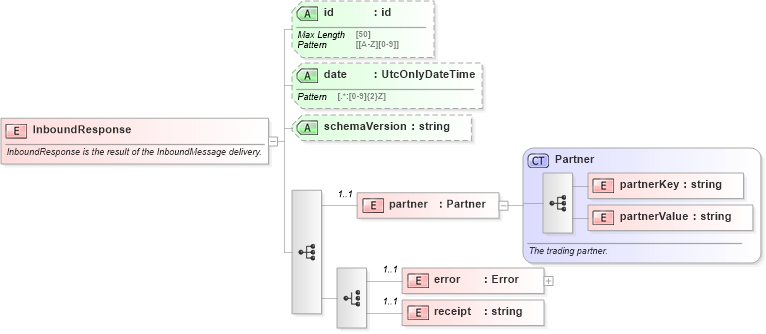 A id : id
Max Length [50]
Pattern [[A-Z][0-9]]
A date : UtcOnlyDateTime
Pattern [.*:[0-9]{2}Z]
A schemaVersion : string
E InboundResponse
InboundResponse is the result of the InboundMessage delivery.
1..1
E partner : Partner
CT Partner
E partnerKey : string
E partnerValue : string
The trading partner.
1..1
E error : Error
1..1
E receipt : string